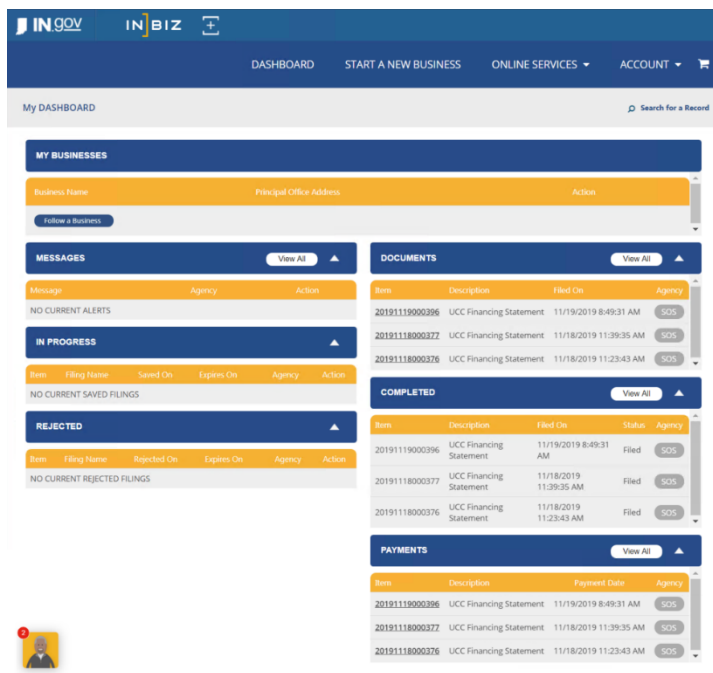 IN.gov IN]BIZ
DASHBOARD START A NEW BUSINESS ONLINE SERVICES ACCOUNT
My DASHBOARD Search for a Record
MY BUSINESSES
Business Name Principal Office Address Action
Follow a Business
MESSAGES View All
Message Agency Action
NO CURRENT ALERTS
IN PROGRESS
Item Filing Name Saved On Expires On Agency Action
NO CURRENT SAVED FILINGS
REJECTED
Item Filing Name Rejected On Expires On Agency Action
NO CURRENT REJECTED FILINGS
DOCUMENTS View All
Item Description Filed On Agency
20191119000396 UCC Financing Statement 11/19/2019 8:49:31 AM SOS
20191118000377 UCC Financing Statement 11/18/2019 11:39:35 AM SOS
20191118000376 UCC Financing Statement 11/18/2019 11:23:43 AM SOS
COMPLETED View All
Item Description Filed On Status Agency
20191119000396 UCC Financing Statement 11/19/2019 8:49:31 AM Filed SOS
20191118000377 UCC Financing Statement 11/18/2019 11:39:35 AM Filed SOS
20191118000376 UCC Financing Statement 11/18/2019 11:23:43 AM Filed SOS
PAYMENTS View All
Item Description Payment Date Agency
20191119000396 UCC Financing Statement 11/19/2019 8:49:31 AM SOS
20191118000377 UCC Financing Statement 11/18/2019 11:39:35 AM SOS
20191118000376 UCC Financing Statement 11/18/2019 11:23:43 AM SOS
2